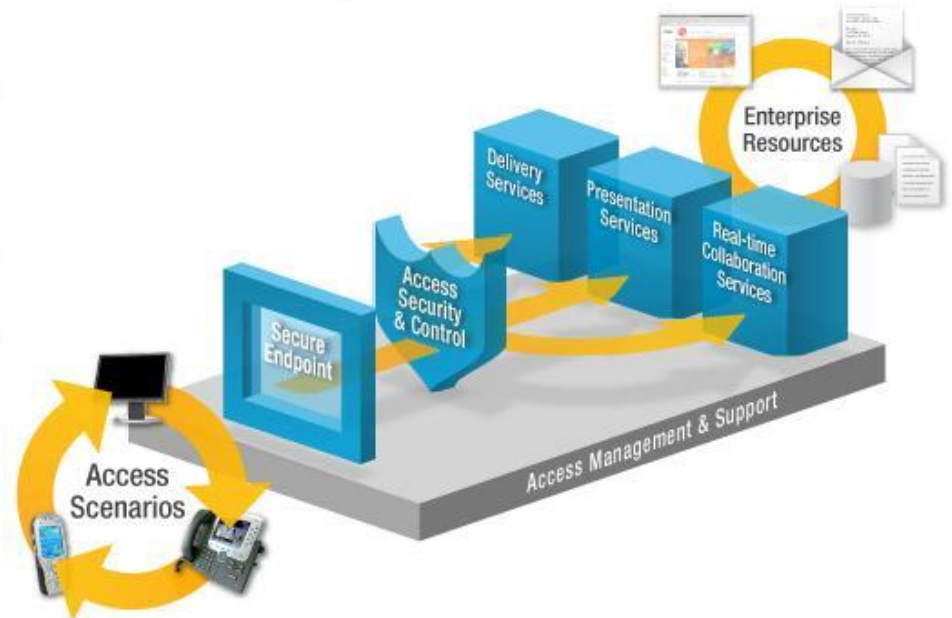 Enterprise
Resources
Delivery
Services
Presentation
Services
Real-time
Collaboration
Services
Access
Security
& Control
Secure
Endpoint
Access Management & Support
Access
Scenarios